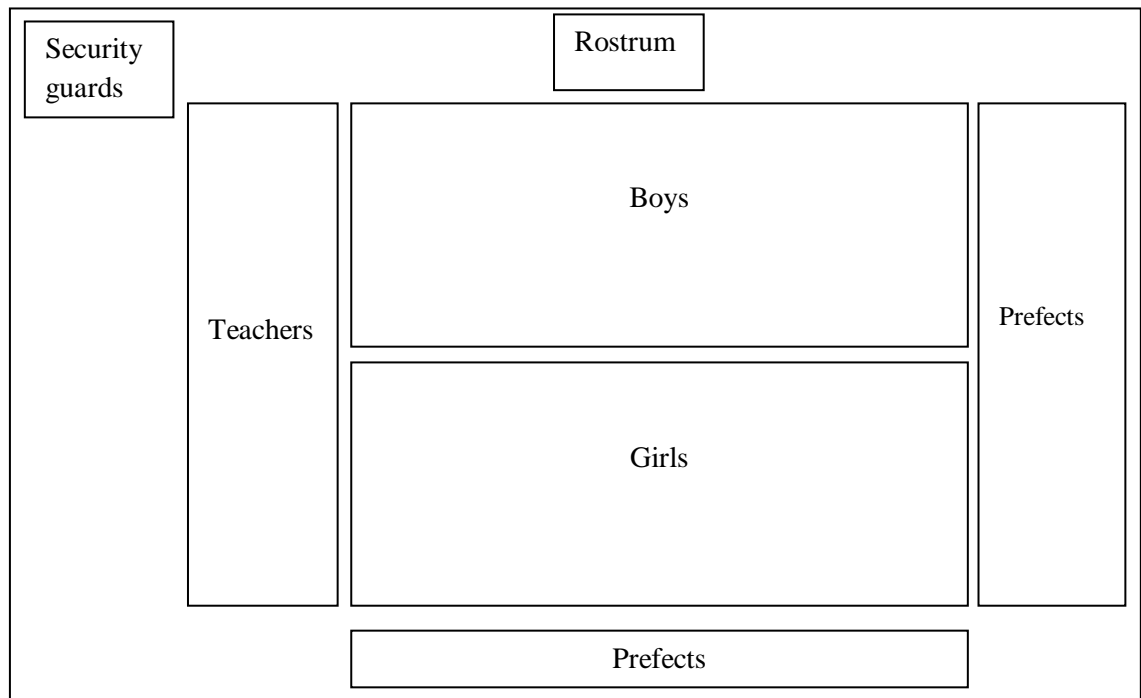 Security
guards
Rostrum
Boys
Teachers
Prefects
Girls
Prefects